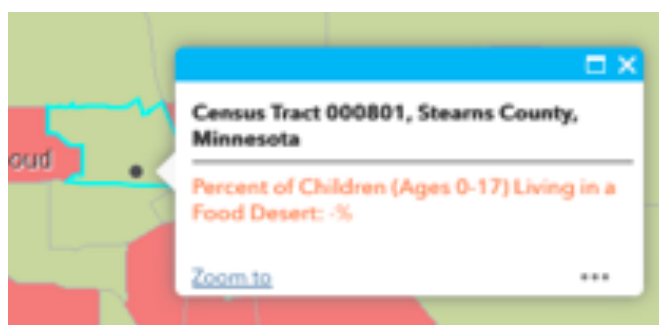 Census Tract 000801, Stearns County,
Minnesota
oud
Percent of Children (Ages 0-17) Living in a
Food Desert: -%
Zoom to